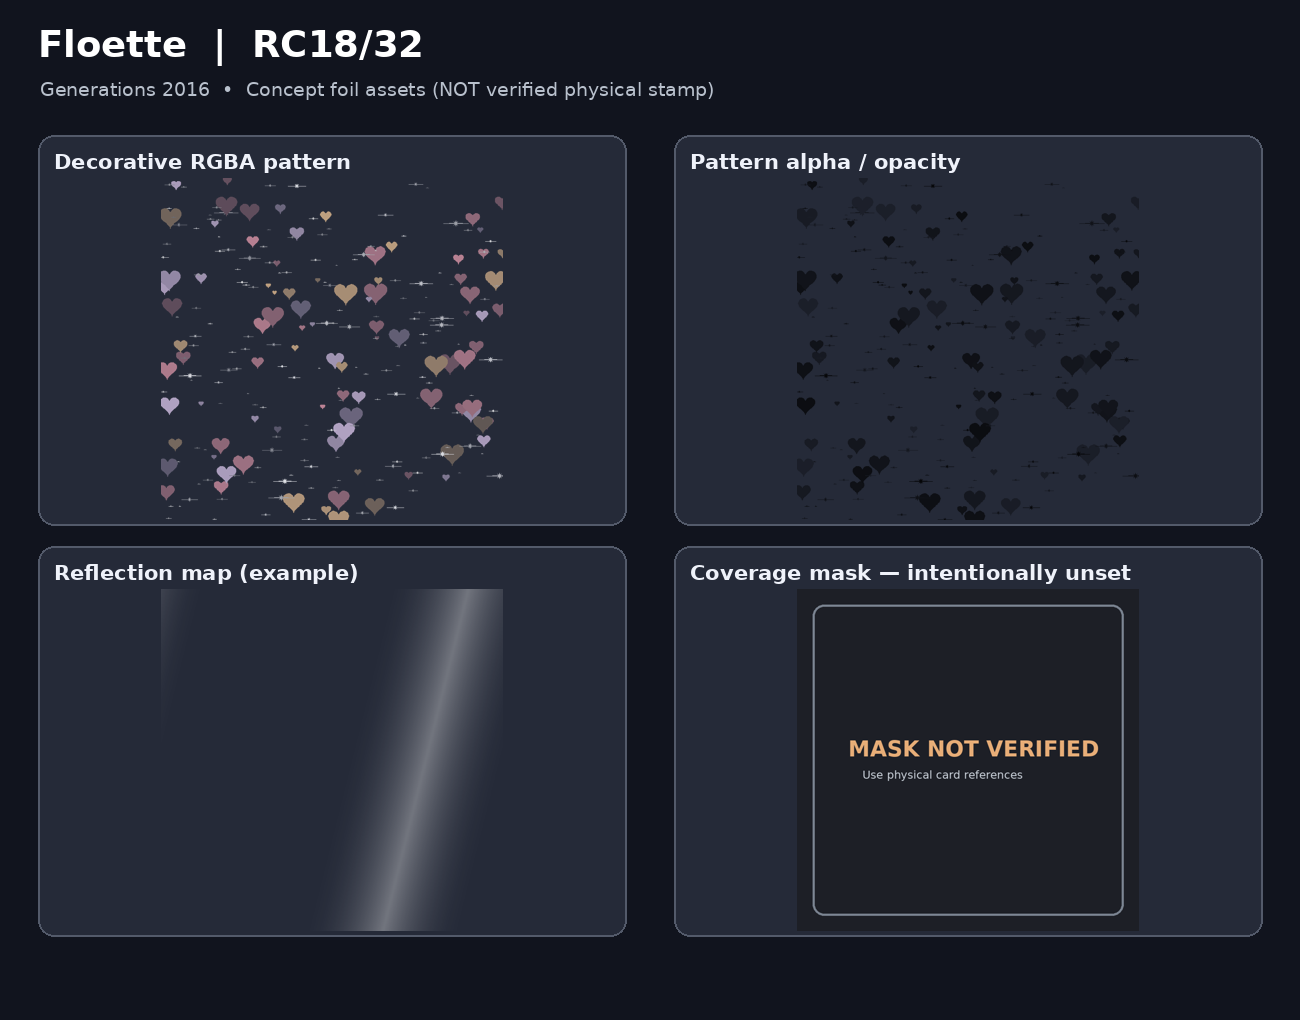 Floette | RC18/32
Generations 2016 • Concept foil assets (NOT verified physical stamp)
Decorative RGBA pattern
Pattern alpha / opacity
Reflection map (example)
Coverage mask — intentionally unset
MASK NOT VERIFIED
Use physical card references